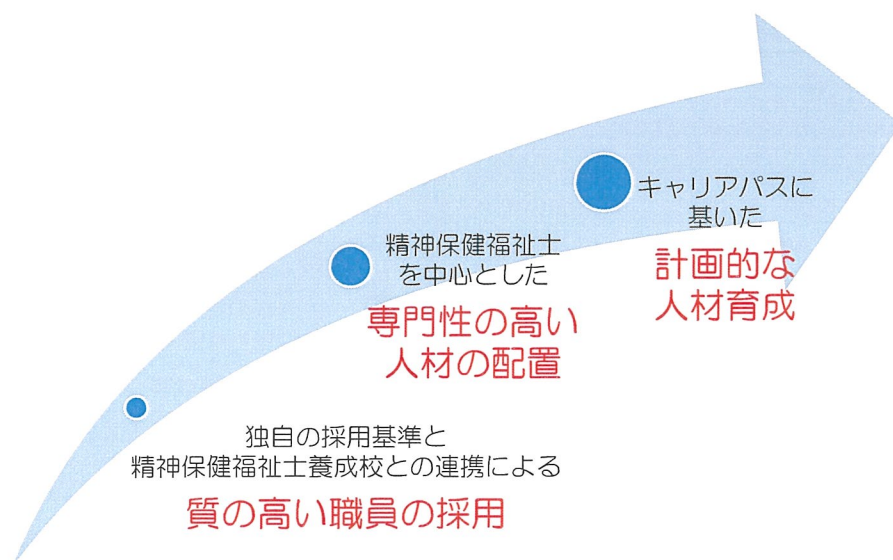 キャリアパスに
基いた
計画的な
人材育成
精神保健福祉士
を中心とした
専門性の高い
人材の配置
独自の採用基準と
精神保健福祉士養成校との連携による
質の高い職員の採用